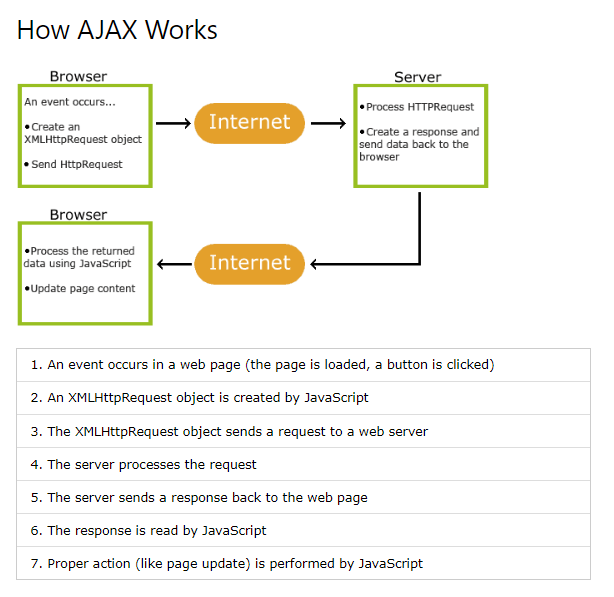 How AJAX Works
Browser
An event occurs...
•Create an
XMLHttpRequest object
•Send HttpRequest
Internet
Server
•Process HTTPRequest
•Create a response and
send data back to the
browser
Browser
•Process the returned
data using JavaScript
•Update page content
Internet
1. An event occurs in a web page (the page is loaded, a button is clicked)
2. An XMLHttpRequest object is created by JavaScript
3. The XMLHttpRequest object sends a request to a web server
4. The server processes the request
5. The server sends a response back to the web page
6. The response is read by JavaScript
7. Proper action (like page update) is performed by JavaScript